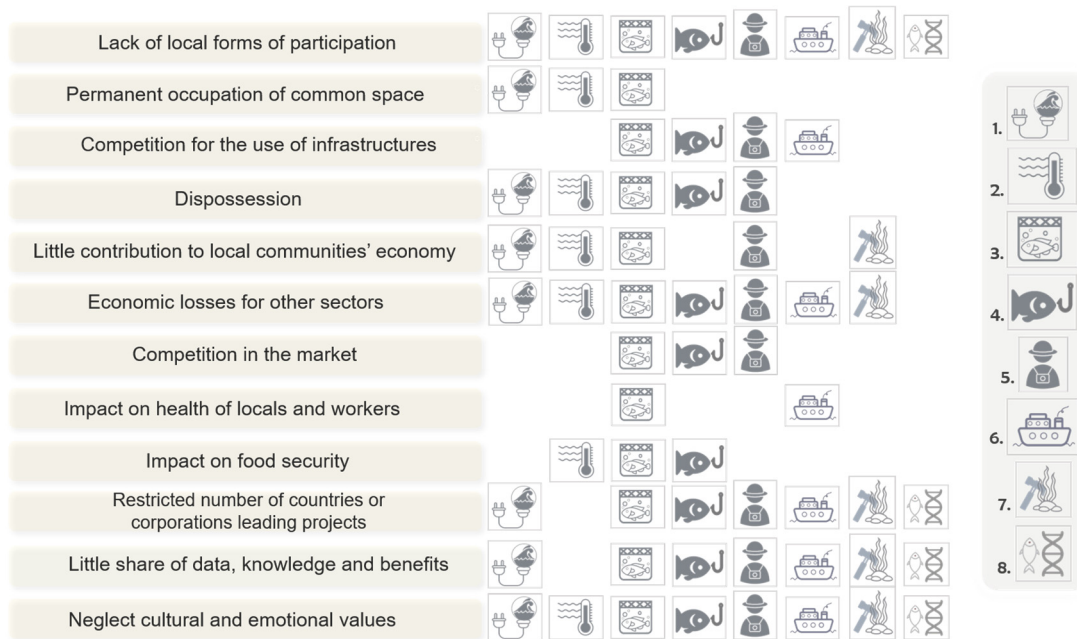 Lack of local forms of participation
Permanent occupation of common space
Competition for the use of infrastructures
Dispossession
Little contribution to local communities’ economy
Economic losses for other sectors
Competition in the market
Impact on health of locals and workers
Impact on food security
Restricted number of countries or
corporations leading projects
Little share of data, knowledge and benefits
Neglect cultural and emotional values
1.
2.
3.
4.
5.
6.
7.
8.